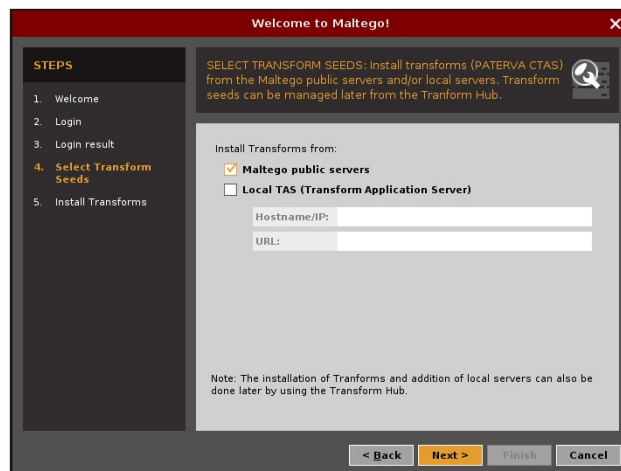 Welcome to Maltego!
STEPS
1. Welcome
2. Login
3. Login result
4. Select Transform
Seeds
5. Install Transforms
SELECT TRANSFORM SEEDS: Install transforms (PATERVA CTAS)
from the Maltego public servers and/or local servers. Transform
seeds can be managed later from the Tranform Hub.
Install Transforms from:
Maltego public servers
Local TAS (Transform Application Server)
Hostname/IP:
URL:
Note: The installation of Tranforms and addition of local servers can also be
done later by using the Transform Hub.
< Back
Next >
Finish
Cancel